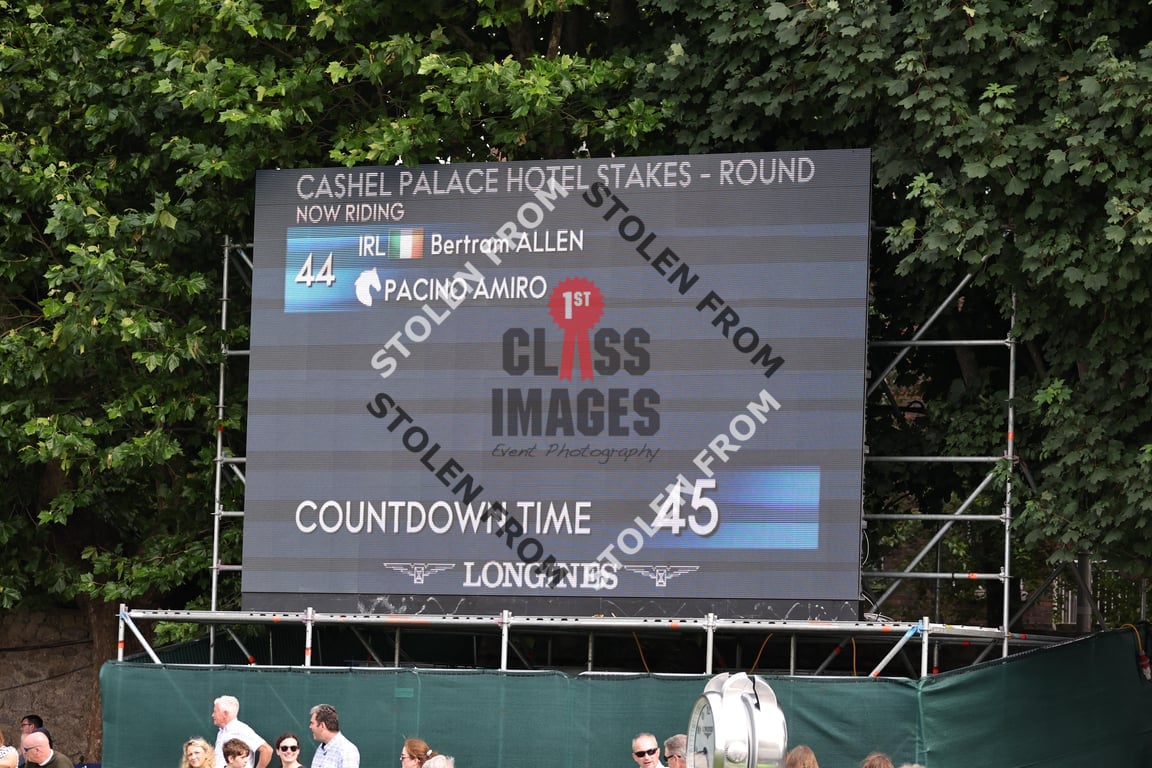 CASHEL PALACE HOTEL STAKES - ROUND
NOW RIDING
44
IRL Bertram ALLEN
PACINO AMIRO
STOLEN FROM
STOLEN FROM
1ST
CLASS
IMAGES
Event Photography
STOLEN FROM
STOLEN FROM
COUNTDOWN TIME 45
LONGINES